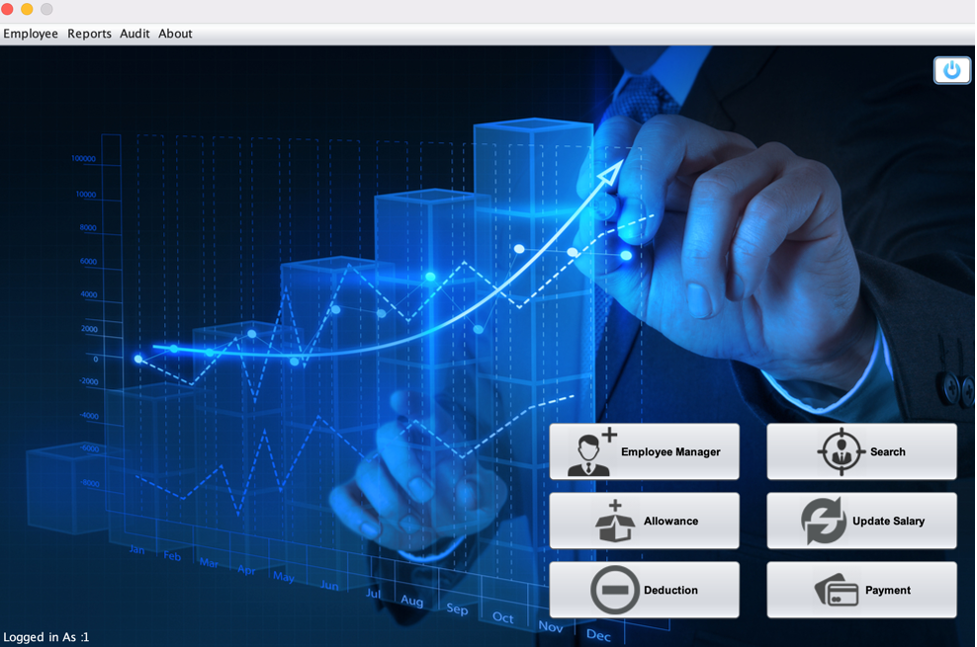 Employee Reports Audit About
100000
10000
8000
6000
4000
2000
0
-2000
-4000
-6000
-8000
Jan Feb Mar Apr May Jun Jul Aug Sep Oct Nov Dec
Employee Manager
Search
Allowance
Update Salary
Deduction
Payment
Logged in As :1